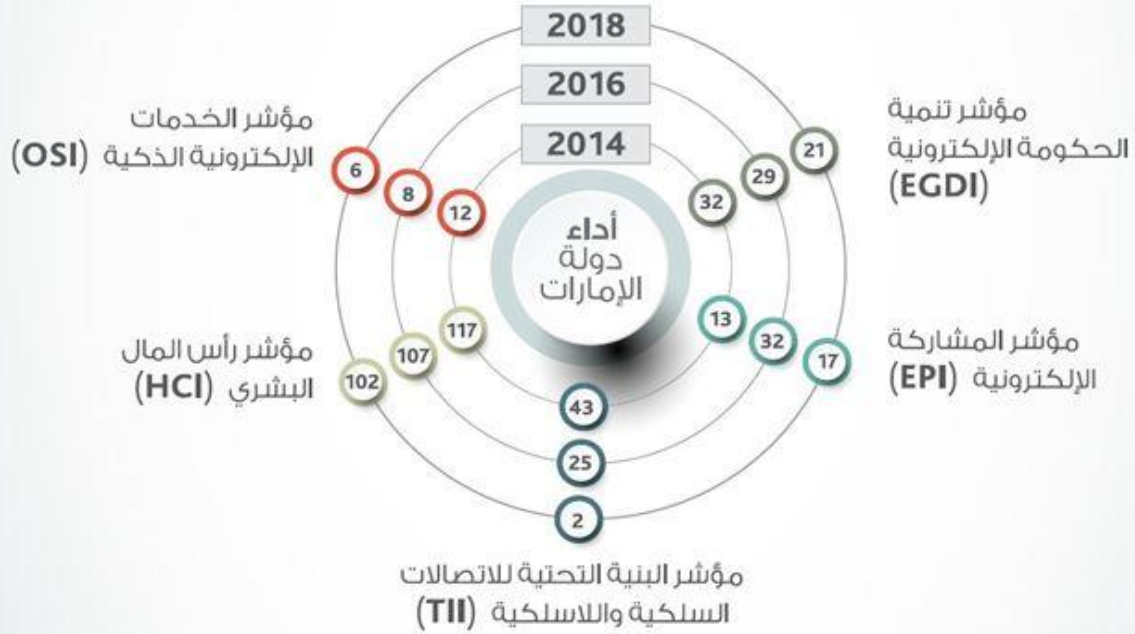 2018
2016
2014
أداء
دولة
الإمارات
مؤشر تنمية
الحكومة الإلكترونية
(EGDI)
21
29
32
مؤشر المشاركة
الإلكترونية (EPI)
13
32
17
43
25
2
مؤشر البنية التحتية للاتصالات
السلكية واللاسلكية (TII)
مؤشر رأس المال
البشري (HCI)
117
107
102
مؤشر الخدمات
الإلكترونية الذكية (OSI)
6
8
12